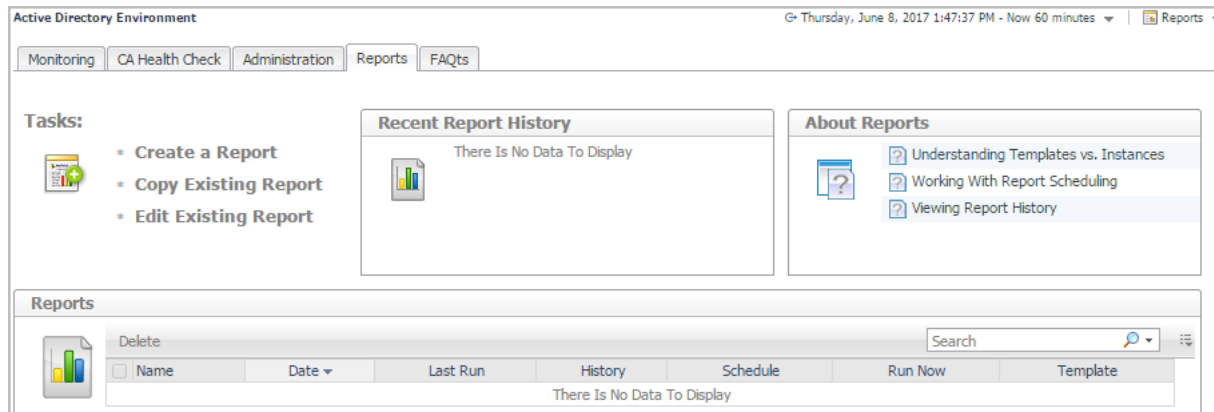 Active Directory Environment
Thursday, June 8, 2017 1:47:37 PM - Now 60 minutes
Reports
Monitoring
CA Health Check
Administration
Reports
FAQts
Tasks:
* Create a Report
* Copy Existing Report
* Edit Existing Report
Recent Report History
There Is No Data To Display
About Reports
Understanding Templates vs. Instances
Working With Report Scheduling
Viewing Report History
Reports
Delete
Search
Name Date Last Run History Schedule Run Now Template
There Is No Data To Display